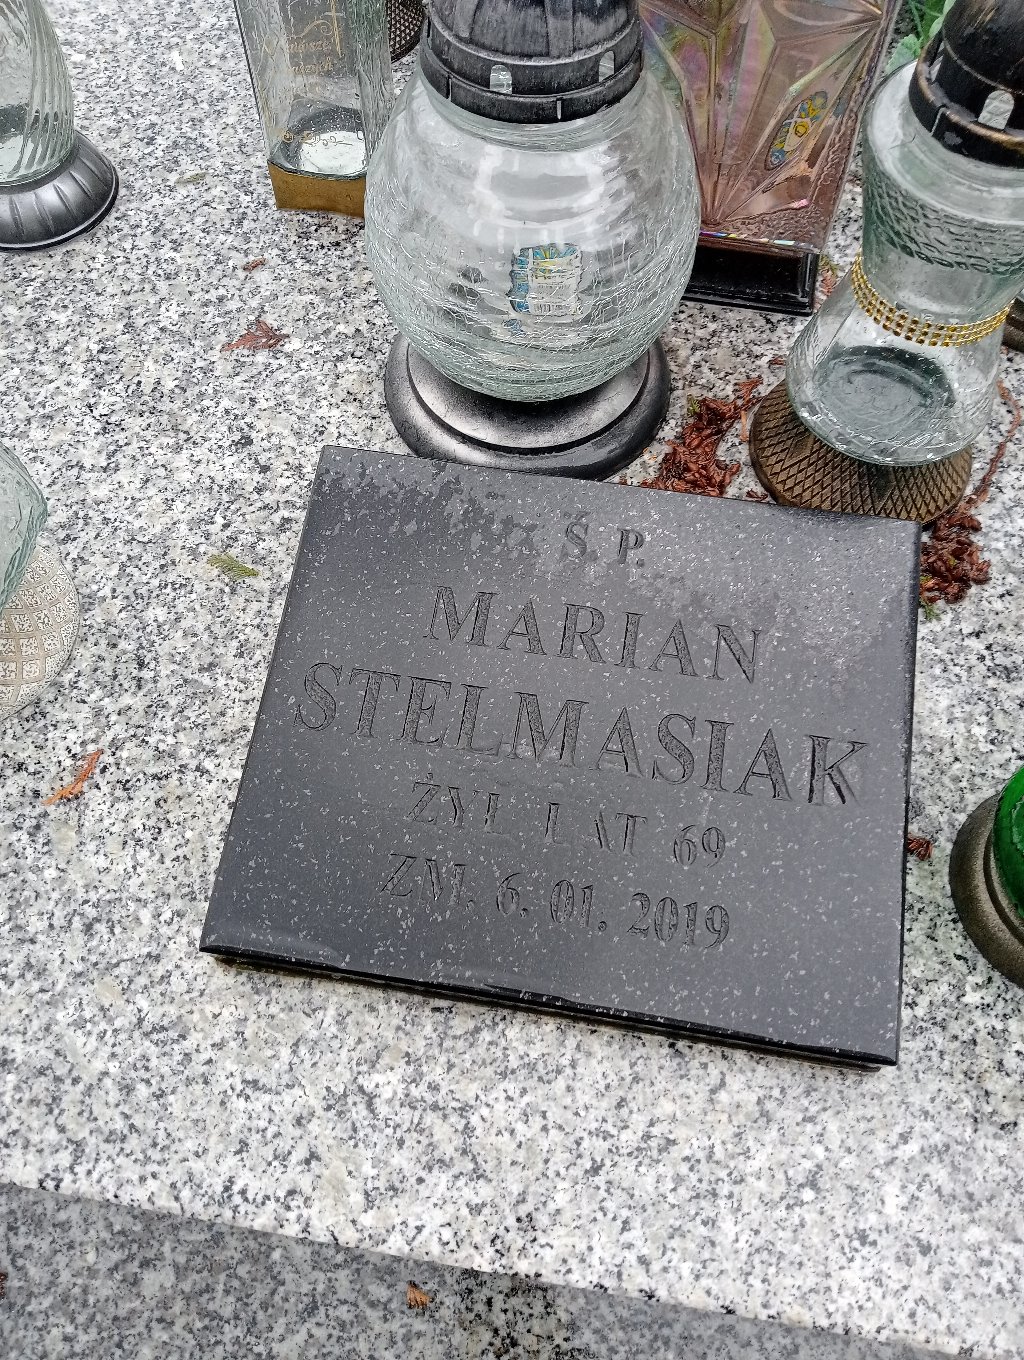 Ś. P.
MARIAN
STELMASIAK
ŻYŁ LAT 69
ZM. 6. 01. 2019